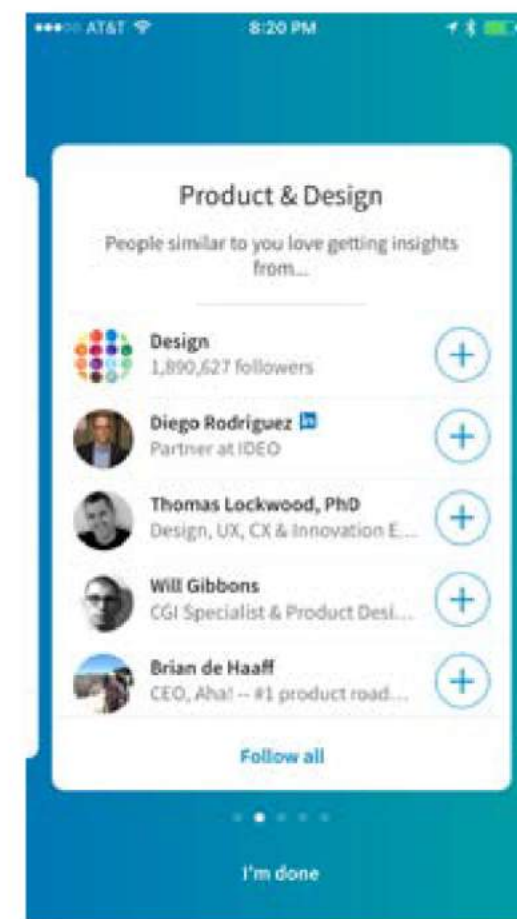 AT&T
8:20 PM
Product & Design
People similar to you love getting insights
from...
Design
1,890,627 followers
Diego Rodriguez in
Partner at IDEO
Thomas Lockwood, PhD
Design, UX, CX & Innovation E...
Will Gibbons
CGI Specialist & Product Desi...
Brian de Haaff
CEO, Aha! -- #1 product road...
Follow all
I'm done